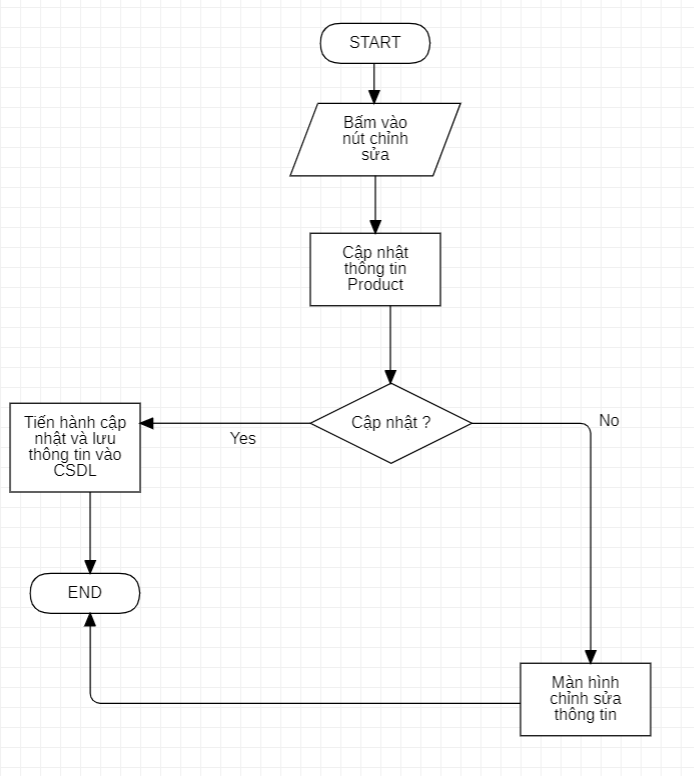 START
Bấm vào
nút chỉnh
sửa
Cập nhật
thông tin
Product
Cập nhật ?
Yes
No
Tiến hành cập
nhật và lưu
thông tin vào
CSDL
END
Màn hình
chỉnh sửa
thông tin